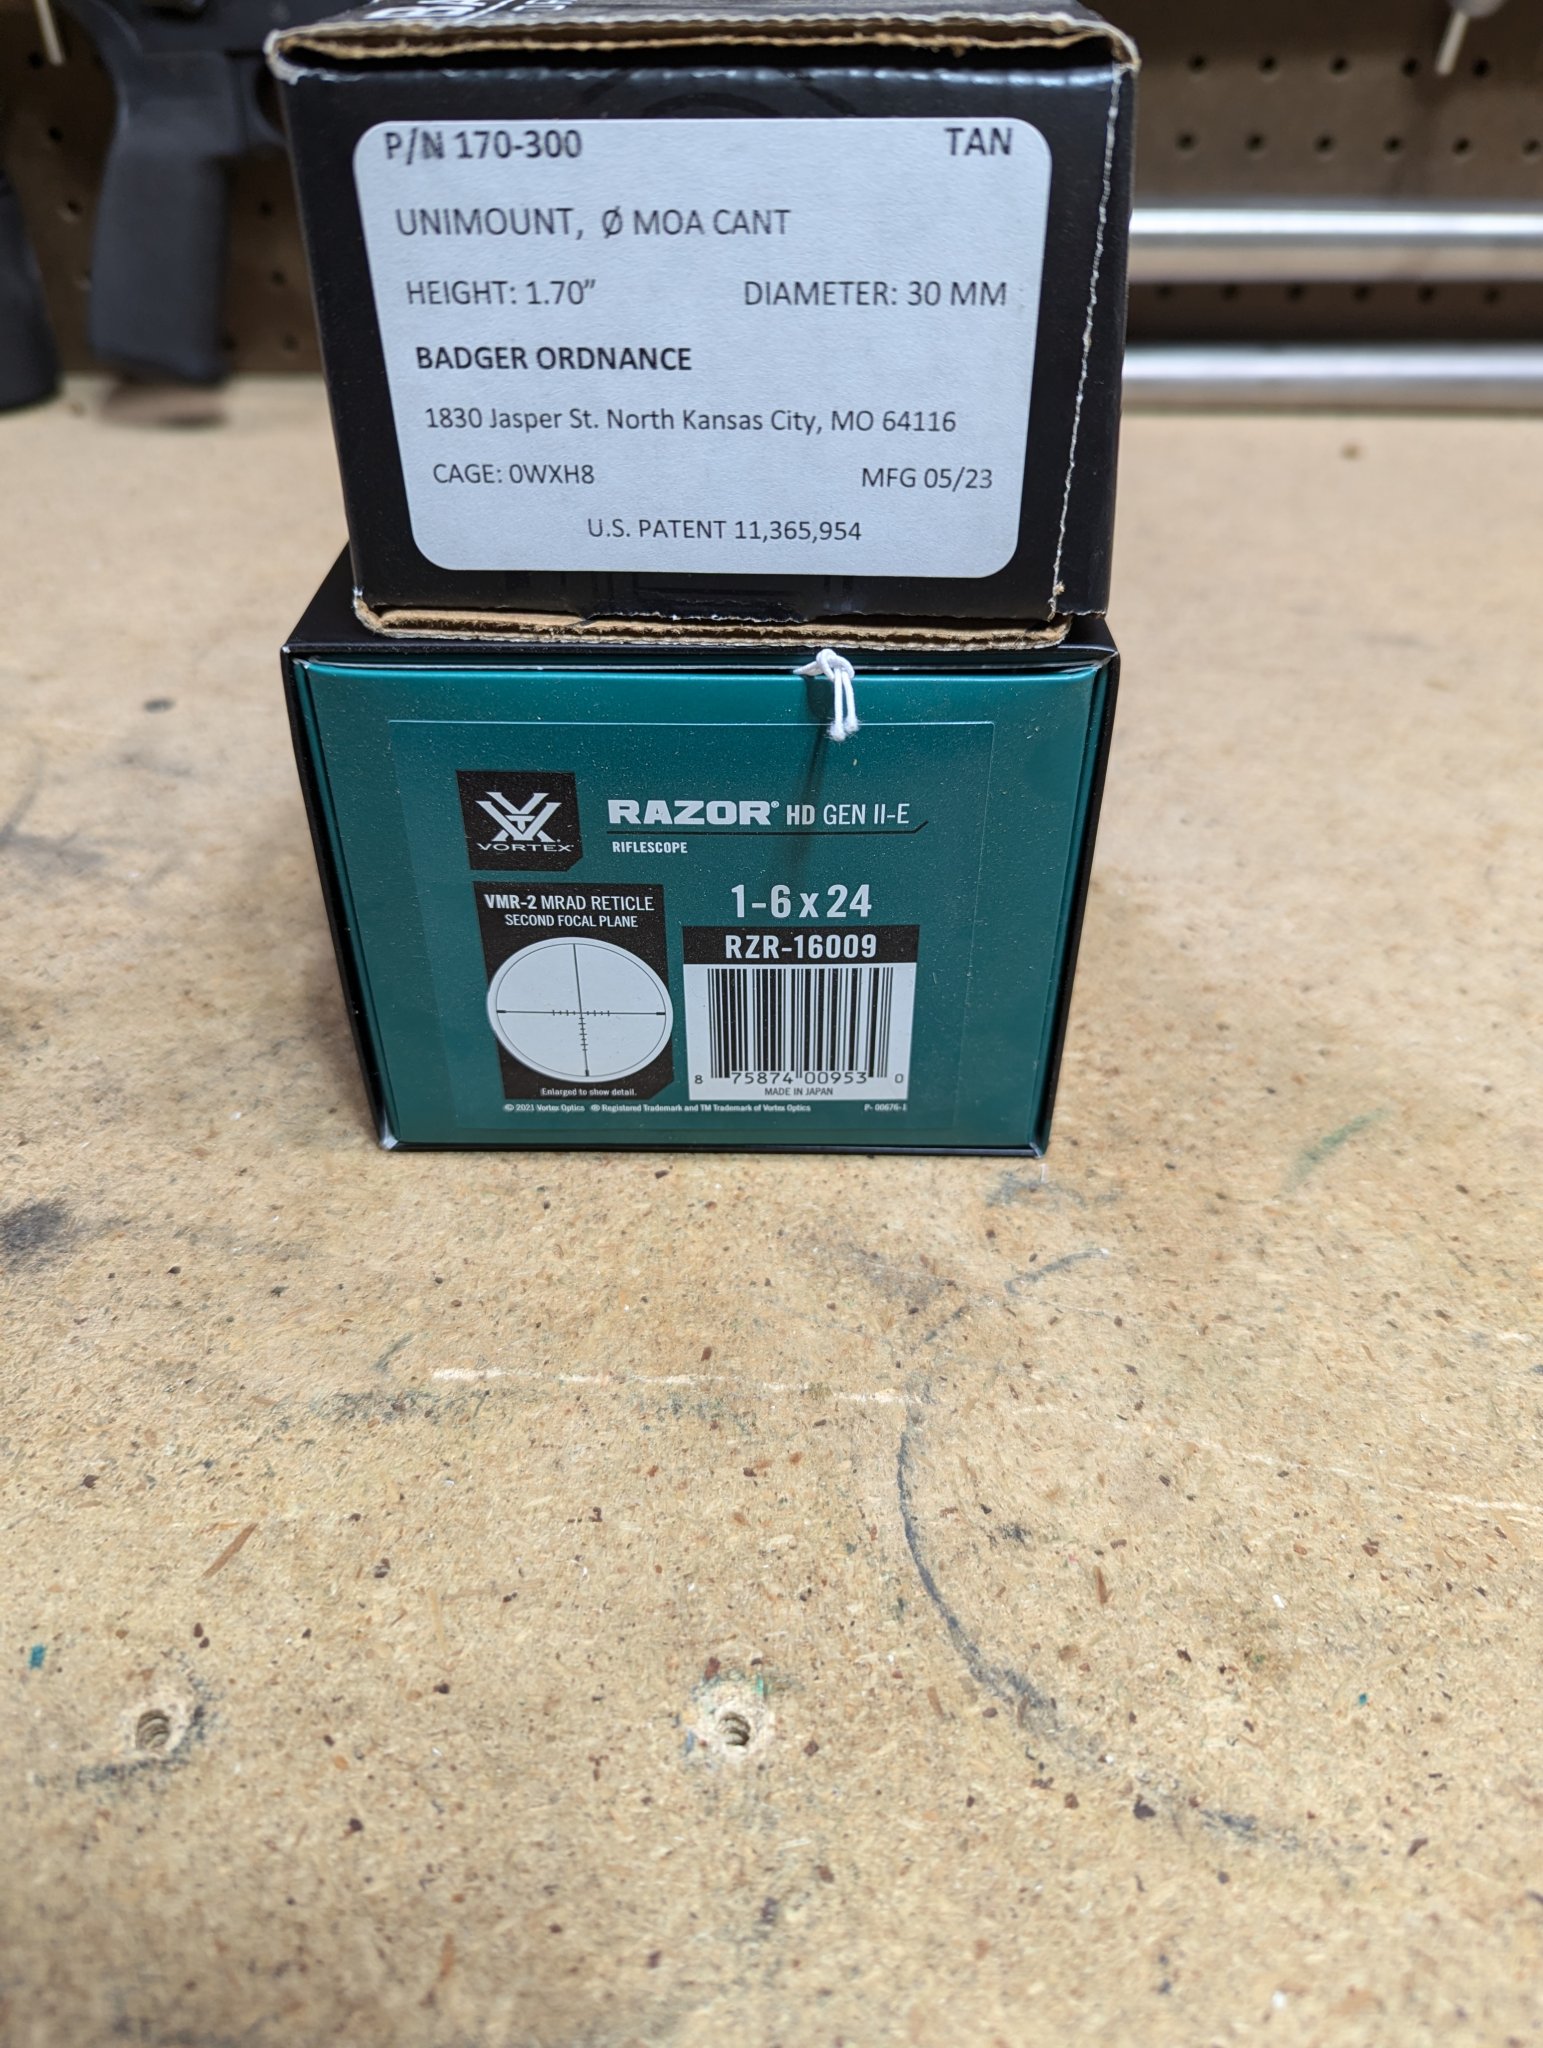 P/N 170-300 TAN
UNIMOUNT, Ø MOA CANT
HEIGHT: 1.70” DIAMETER: 30 MM
BADGER ORDNANCE
1830 Jasper St. North Kansas City, MO 64116
CAGE: 0WXH8 MFG 05/23
U.S. PATENT 11,365,954
VORTEX®
RAZOR® HD GEN II-E
RIFLESCOPE
VMR-2 MRAD RETICLE
SECOND FOCAL PLANE
Enlarged to show detail.
1-6 x 24
RZR-16009
8 75874 00953 0
MADE IN JAPAN
© 2021 Vortex Optics ® Registered Trademark and TM Trademark of Vortex Optics P- 00676-1